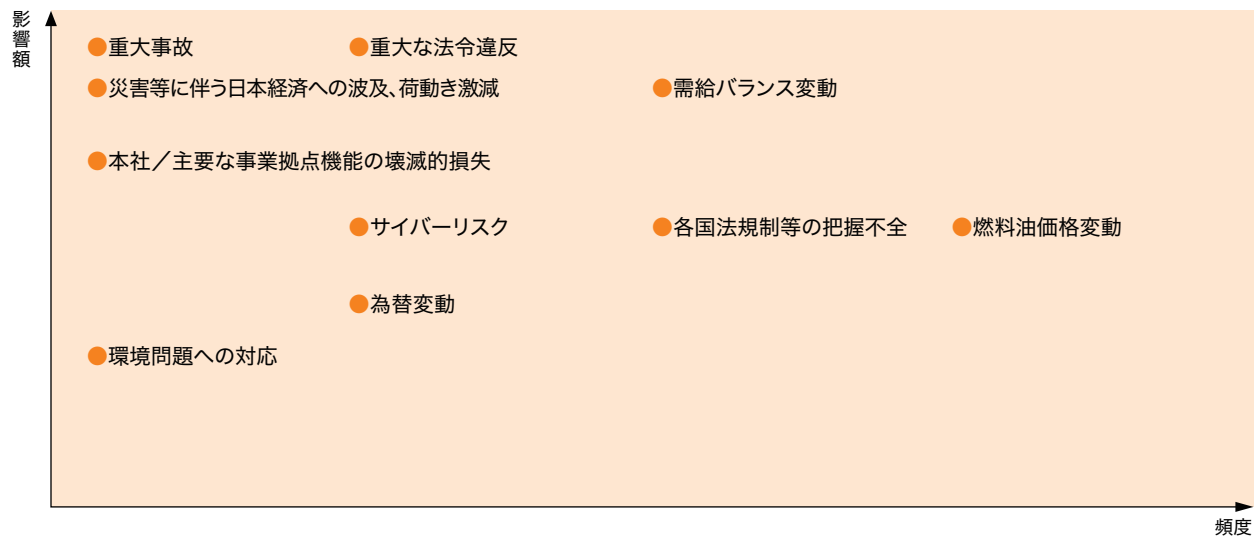 影響額
●重大事故
●重大な法令違反
●災害等に伴う日本経済への波及、荷動き激減
●需給バランス変動
●本社／主要な事業拠点機能の壊滅的損失
●サイバーリスク
●各国法規制等の把握不全
●燃料油価格変動
●為替変動
●環境問題への対応
頻度